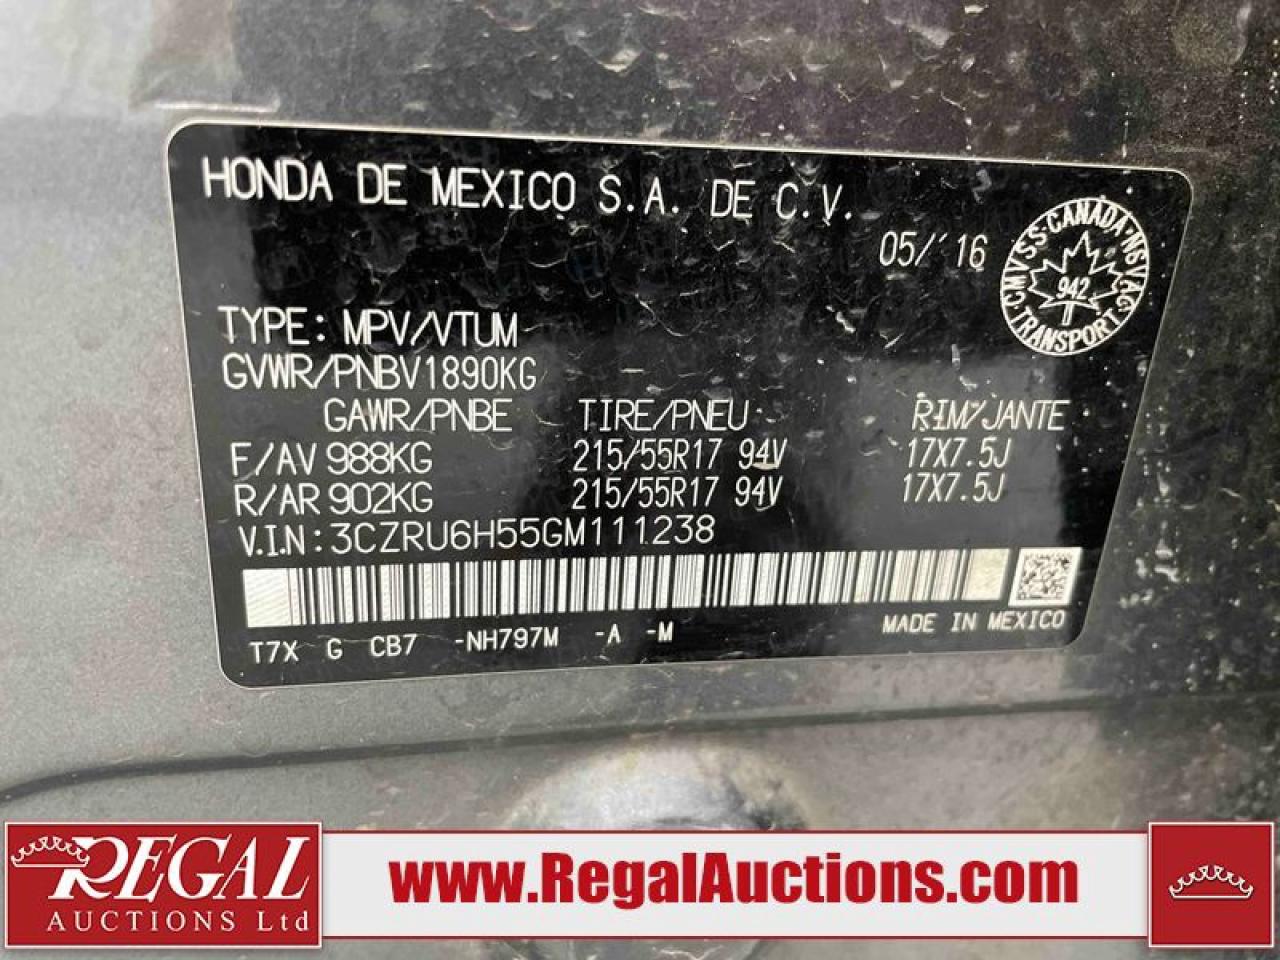 HONDA DE MEXICO S.A. DE C.V.
05/'16
C.M.V.S.S.·CANADA·N.S.V.A.C.
942
TRANSPORT
TYPE: MPV/VTUM
GVWR/PNBV1890KG
GAWR/PNBE TIRE/PNEU RIM/JANTE
F/AV 988KG 215/55R17 94V 17X7.5J
R/AR 902KG 215/55R17 94V 17X7.5J
V.I.N: 3CZRU6H55GM111238
T7X G CB7 -NH797M -A -M MADE IN MEXICO
REGAL
AUCTIONS Ltd
www.RegalAuctions.com